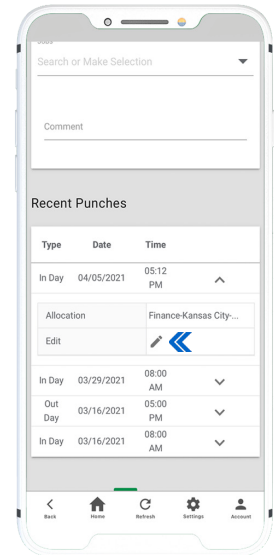 Search or Make Selection
Comment
Recent Punches
Type Date Time
In Day 04/05/2021 05:12 PM
Allocation Finance-Kansas City-...
Edit
In Day 03/29/2021 08:00 AM
Out Day 03/16/2021 05:00 PM
In Day 03/16/2021 08:00 AM
Back Home Refresh Settings Account